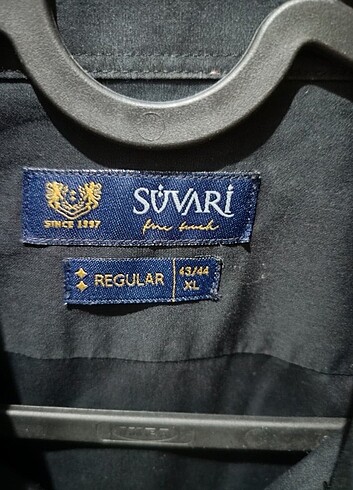 SÜVARİ
SINCE 1997
fine touch
REGULAR
43/44
XL